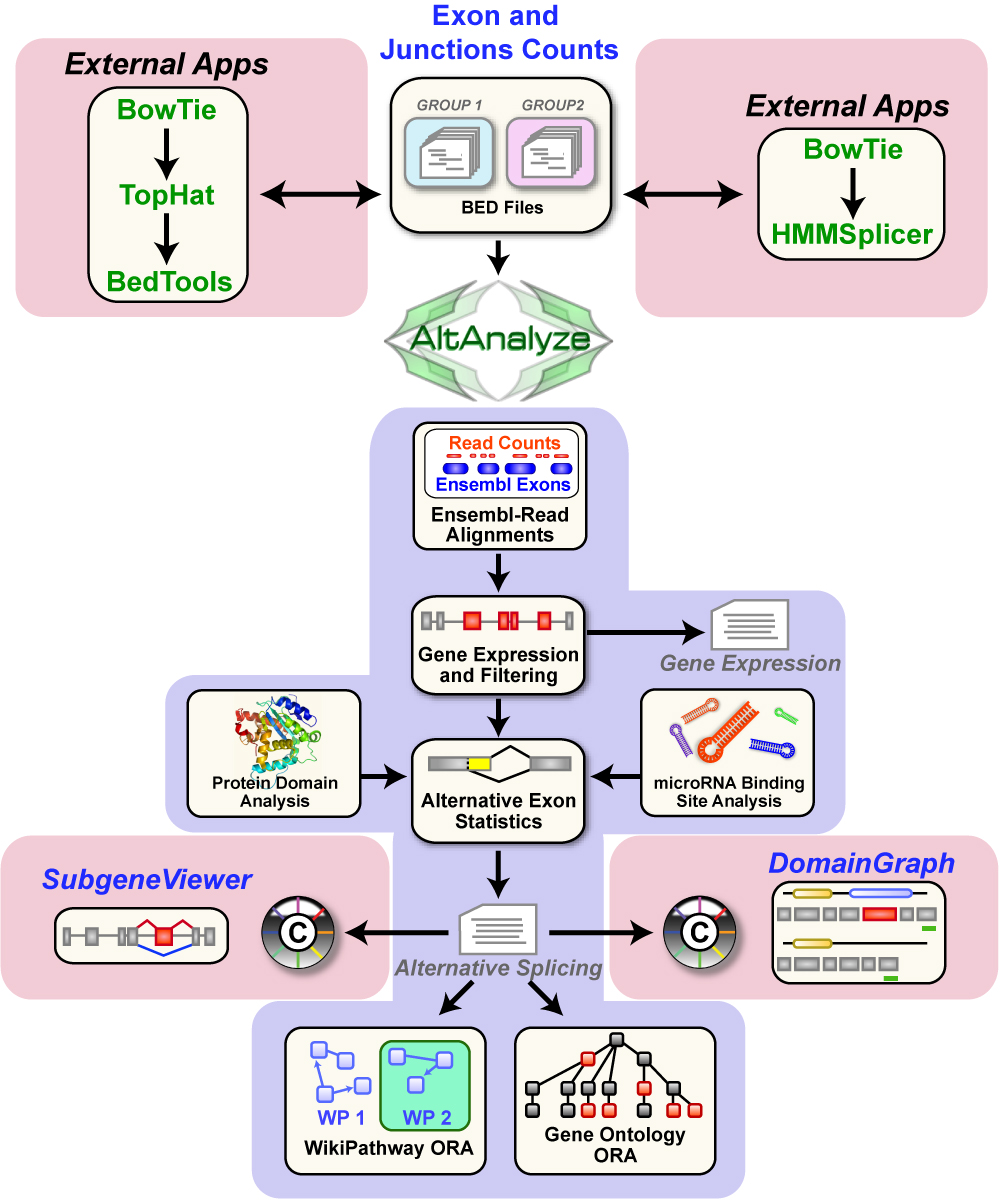 Exon and
Junctions Counts
External Apps
BowTie
TopHat
BedTools
GROUP 1
GROUP2
BED Files
External Apps
BowTie
HMMSplicer
AltAnalyze
Read Counts
Ensembl Exons
Ensembl-Read
Alignments
Gene Expression
and Filtering
Gene Expression
Protein Domain
Analysis
Alternative Exon
Statistics
microRNA Binding
Site Analysis
SubgeneViewer
C
Alternative Splicing
C
DomainGraph
WP 1
WP 2
WikiPathway ORA
Gene Ontology
ORA